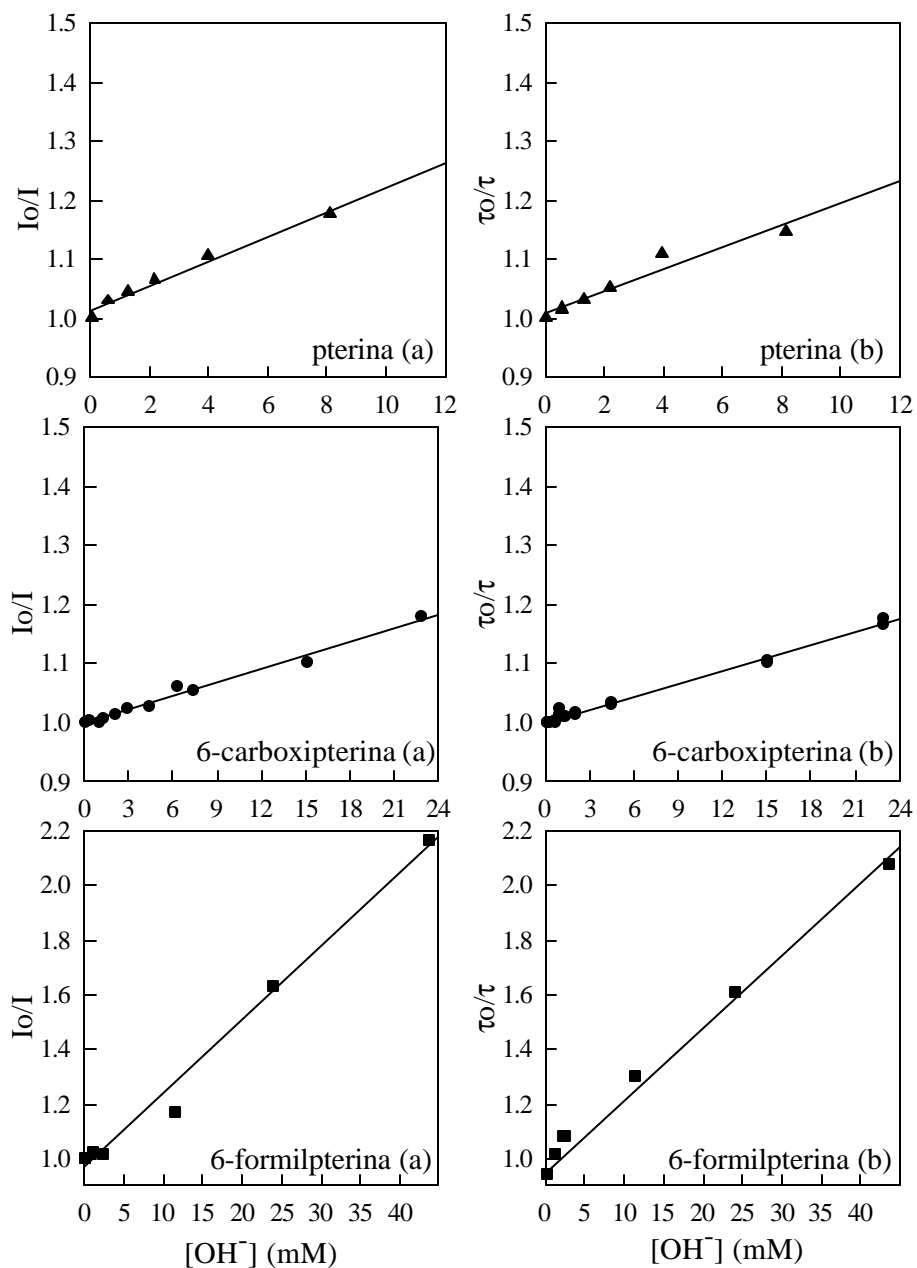 1.5
1.4
1.3
1.2
1.1
1.0
0.9
Io/I
pterina (a)
0 2 4 6 8 10 12
1.5
1.4
1.3
1.2
1.1
1.0
0.9
τo/τ
pterina (b)
0 2 4 6 8 10 12
1.5
1.4
1.3
1.2
1.1
1.0
0.9
Io/I
6-carboxipterina (a)
0 3 6 9 12 15 18 21 24
1.5
1.4
1.3
1.2
1.1
1.0
0.9
τo/τ
6-carboxipterina (b)
0 3 6 9 12 15 18 21 24
2.2
2.0
1.8
1.6
1.4
1.2
1.0
Io/I
6-formilpterina (a)
0 5 10 15 20 25 30 35 40
[OH⁻] (mM)
2.2
2.0
1.8
1.6
1.4
1.2
1.0
τo/τ
6-formilpterina (b)
0 5 10 15 20 25 30 35 40
[OH⁻] (mM)